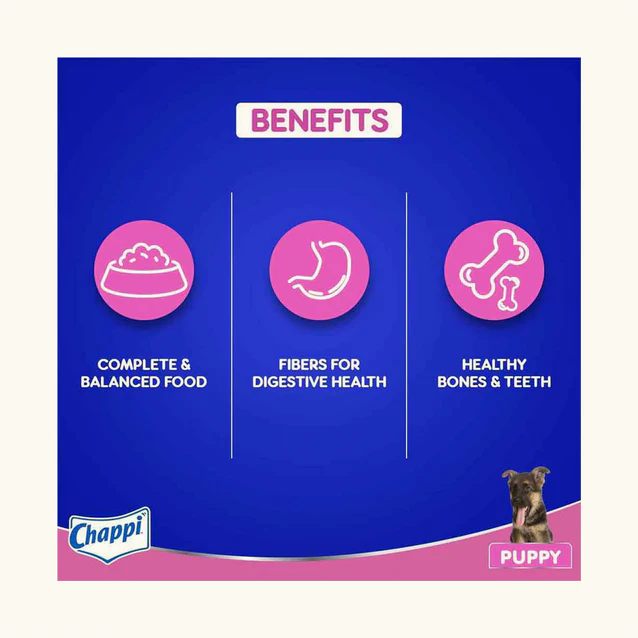 BENEFITS
COMPLETE &
BALANCED FOOD
FIBERS FOR
DIGESTIVE HEALTH
HEALTHY
BONES & TEETH
Chappi
PUPPY